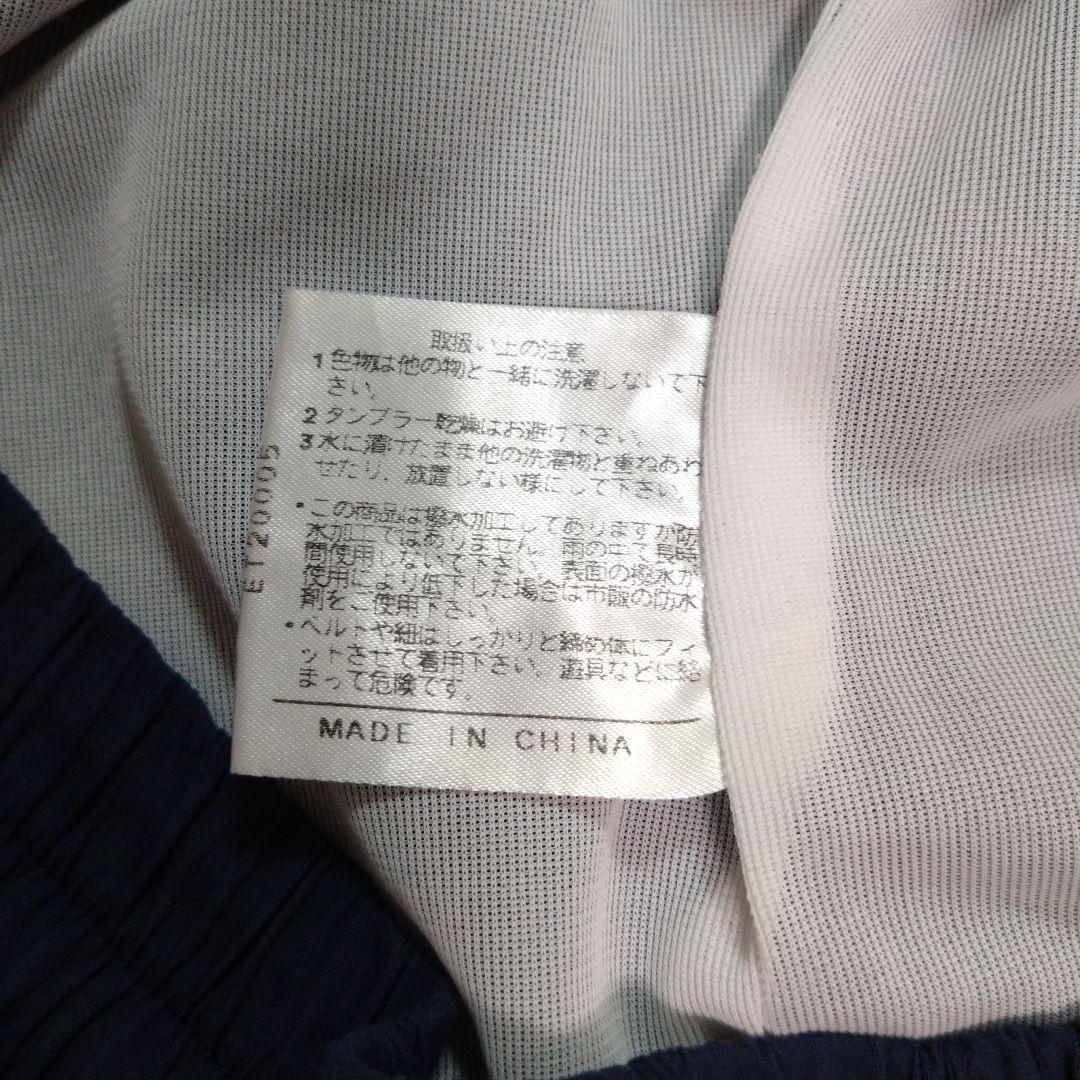 取扱い上の注意
1 色物は他の物と一緒に洗濯しないで下
さい。
2 タンブラー乾燥はお避け下さい。
3 水に漬けたまま他の洗濯物と重ねあわ
せたり、放置しない様にして下さい。
・この商品は撥水加工してありますが防
水加工ではありません。雨の中で長時
間使用しないで下さい。表面の撥水が
使用により低下した場合は市販の防水
剤をご使用下さい。
・ベルトや紐はしっかりと締め体にフィ
ットさせて着用下さい。遊具などに絡
まって危険です。
MADE IN CHINA
ET20005